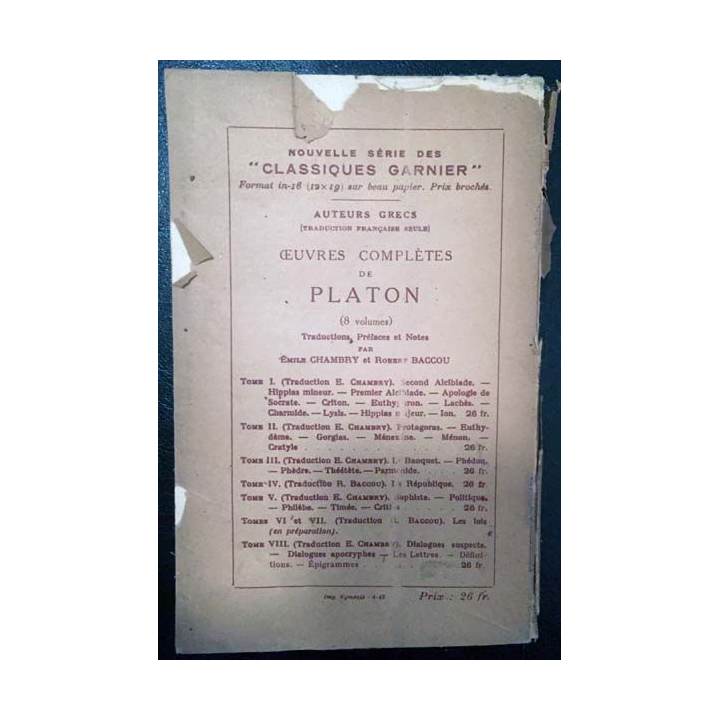 NOUVELLE SÉRIE DES
"CLASSIQUES GARNIER"
Format in-16 (12×19) sur beau papier. Prix brochés.
AUTEURS GRECS
[TRADUCTION FRANÇAISE SEULE]
ŒUVRES COMPLÈTES
DE
PLATON
(8 volumes)
Traductions, Préfaces et Notes
PAR
ÉMILE CHAMBRY et ROBERT BACCOU
TOME I. (Traduction E. CHAMBRY). Second Alcibiade. —
Hippias mineur. — Premier Alcibiade. — Apologie de
Socrate. — Criton. — Euthyphron. — Lachès. —
Charmide. — Lysis. — Hippias majeur. — Ion. 26 fr.
TOME II. (Traduction E. CHAMBRY). Protagoras. — Euthy-
dème. — Gorgias. — Ménexène. — Ménon. —
Cratyle . . . . . . . . . . . . . 26 fr.
TOME III. (Traduction E. CHAMBRY). Le Banquet. — Phédon.
— Phèdre. — Théétète. — Parménide. . . . . 26 fr.
TOME IV. (Traduction R. BACCOU). La République. 26 fr.
TOME V. (Traduction E. CHAMBRY). Sophiste. — Politique.
— Philèbe. — Timée. — Critias . . . . . . 26 fr.
TOMES VI et VII. (Traduction R. BACCOU). Les lois
(en préparation).
TOME VIII. (Traduction E. CHAMBRY). Dialogues suspects.
— Dialogues apocryphes — Les Lettres. — Défini-
tions. — Épigrammes . . . . . . . . . 26 fr.
Prix : 26 fr.